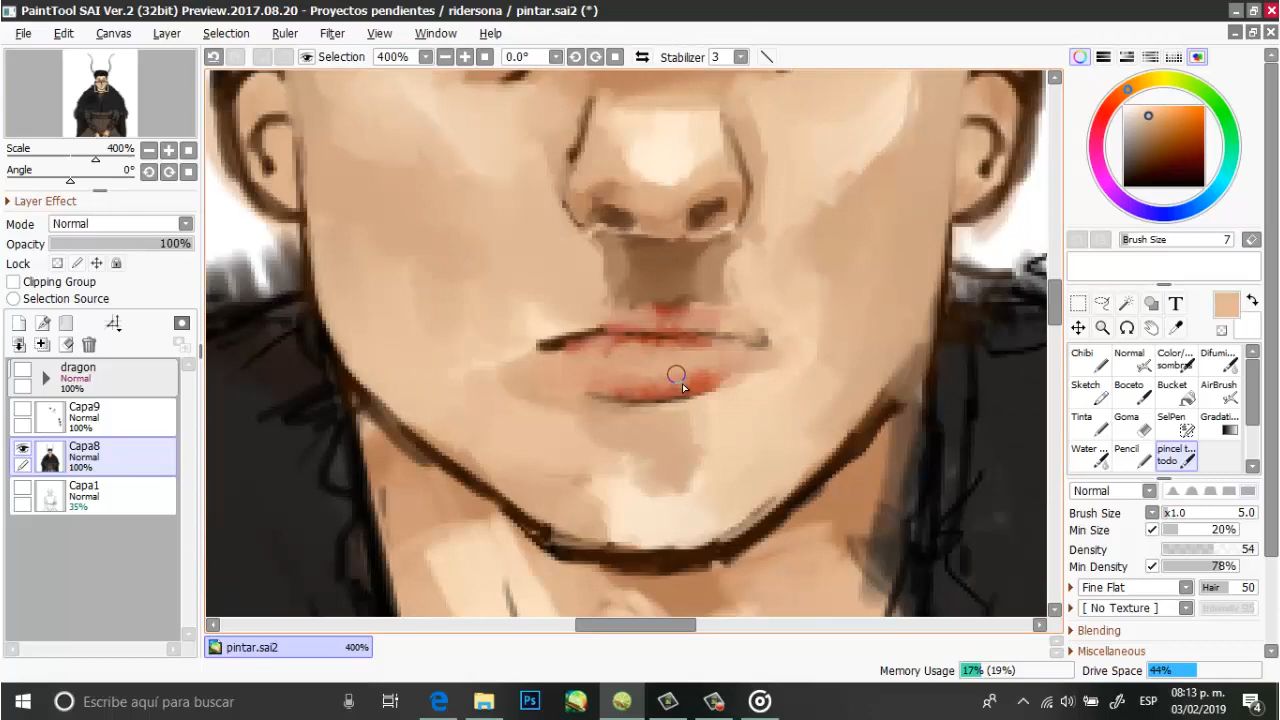 PaintTool SAI Ver.2 (32bit) Preview.2017.08.20 - Proyectos pendientes / ridersona / pintar.sai2 (*)
File Edit Canvas Layer Selection Ruler Filter View Window Help
Selection 400% 0.0° Stabilizer 3
Scale 400%
Angle 0°
Layer Effect
Mode Normal
Opacity 100%
Lock
Clipping Group
Selection Source
dragon
Normal
100%
Capa9
Normal
100%
Capa8
Normal
100%
Capa1
Normal
35%
Brush Size 7
T
Chibi Normal Color/... Difumi...
sombra
Sketch Boceto Bucket AirBrush
Tinta Goma SelPen Gradati...
Water ... Pencil pincel t...
todo
Normal
Brush Size x1.0 5.0
Min Size 20%
Density 54
Min Density 78%
Fine Flat Hair 50
[ No Texture ] Intensity 95
Blending
Miscellaneous
pintar.sai2 400%
Memory Usage 17% (19%) Drive Space 44%
Escribe aquí para buscar
Ps
ESP
08:13 p. m.
03/02/2019
4